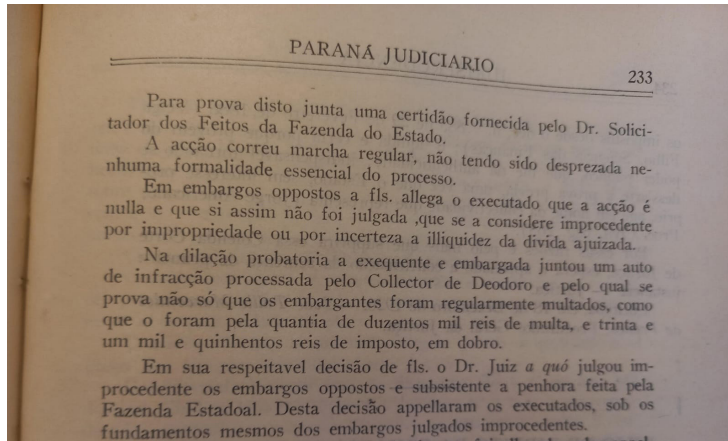 PARANÁ JUDICIARIO
233
Para prova disto junta uma certidão fornecida pelo Dr. Solici-
tador dos Feitos da Fazenda do Estado.
A acção correu marcha regular, não tendo sido desprezada ne-
nhuma formalidade essencial do processo.
Em embargos oppostos a fls. allega o executado que a acção é
nulla e que si assim não foi julgada ,que se a considere improcedente
por impropriedade ou por incerteza a illiquidez da divida ajuizada.
Na dilação probatoria a exequente e embargada juntou um auto
de infracção processada pelo Collector de Deodoro e pelo qual se
prova não só que os embargantes foram regularmente multados, como
que o foram pela quantia de duzentos mil reis de multa, e trinta e
um mil e quinhentos reis de imposto, em dobro.
Em sua respeitavel decisão de fls. o Dr. Juiz a quó julgou im-
procedente os embargos oppostos e subsistente a penhora feita pela
Fazenda Estadoal. Desta decisão appellaram os executados, sob os
fundamentos mesmos dos embargos julgados improcedentes.